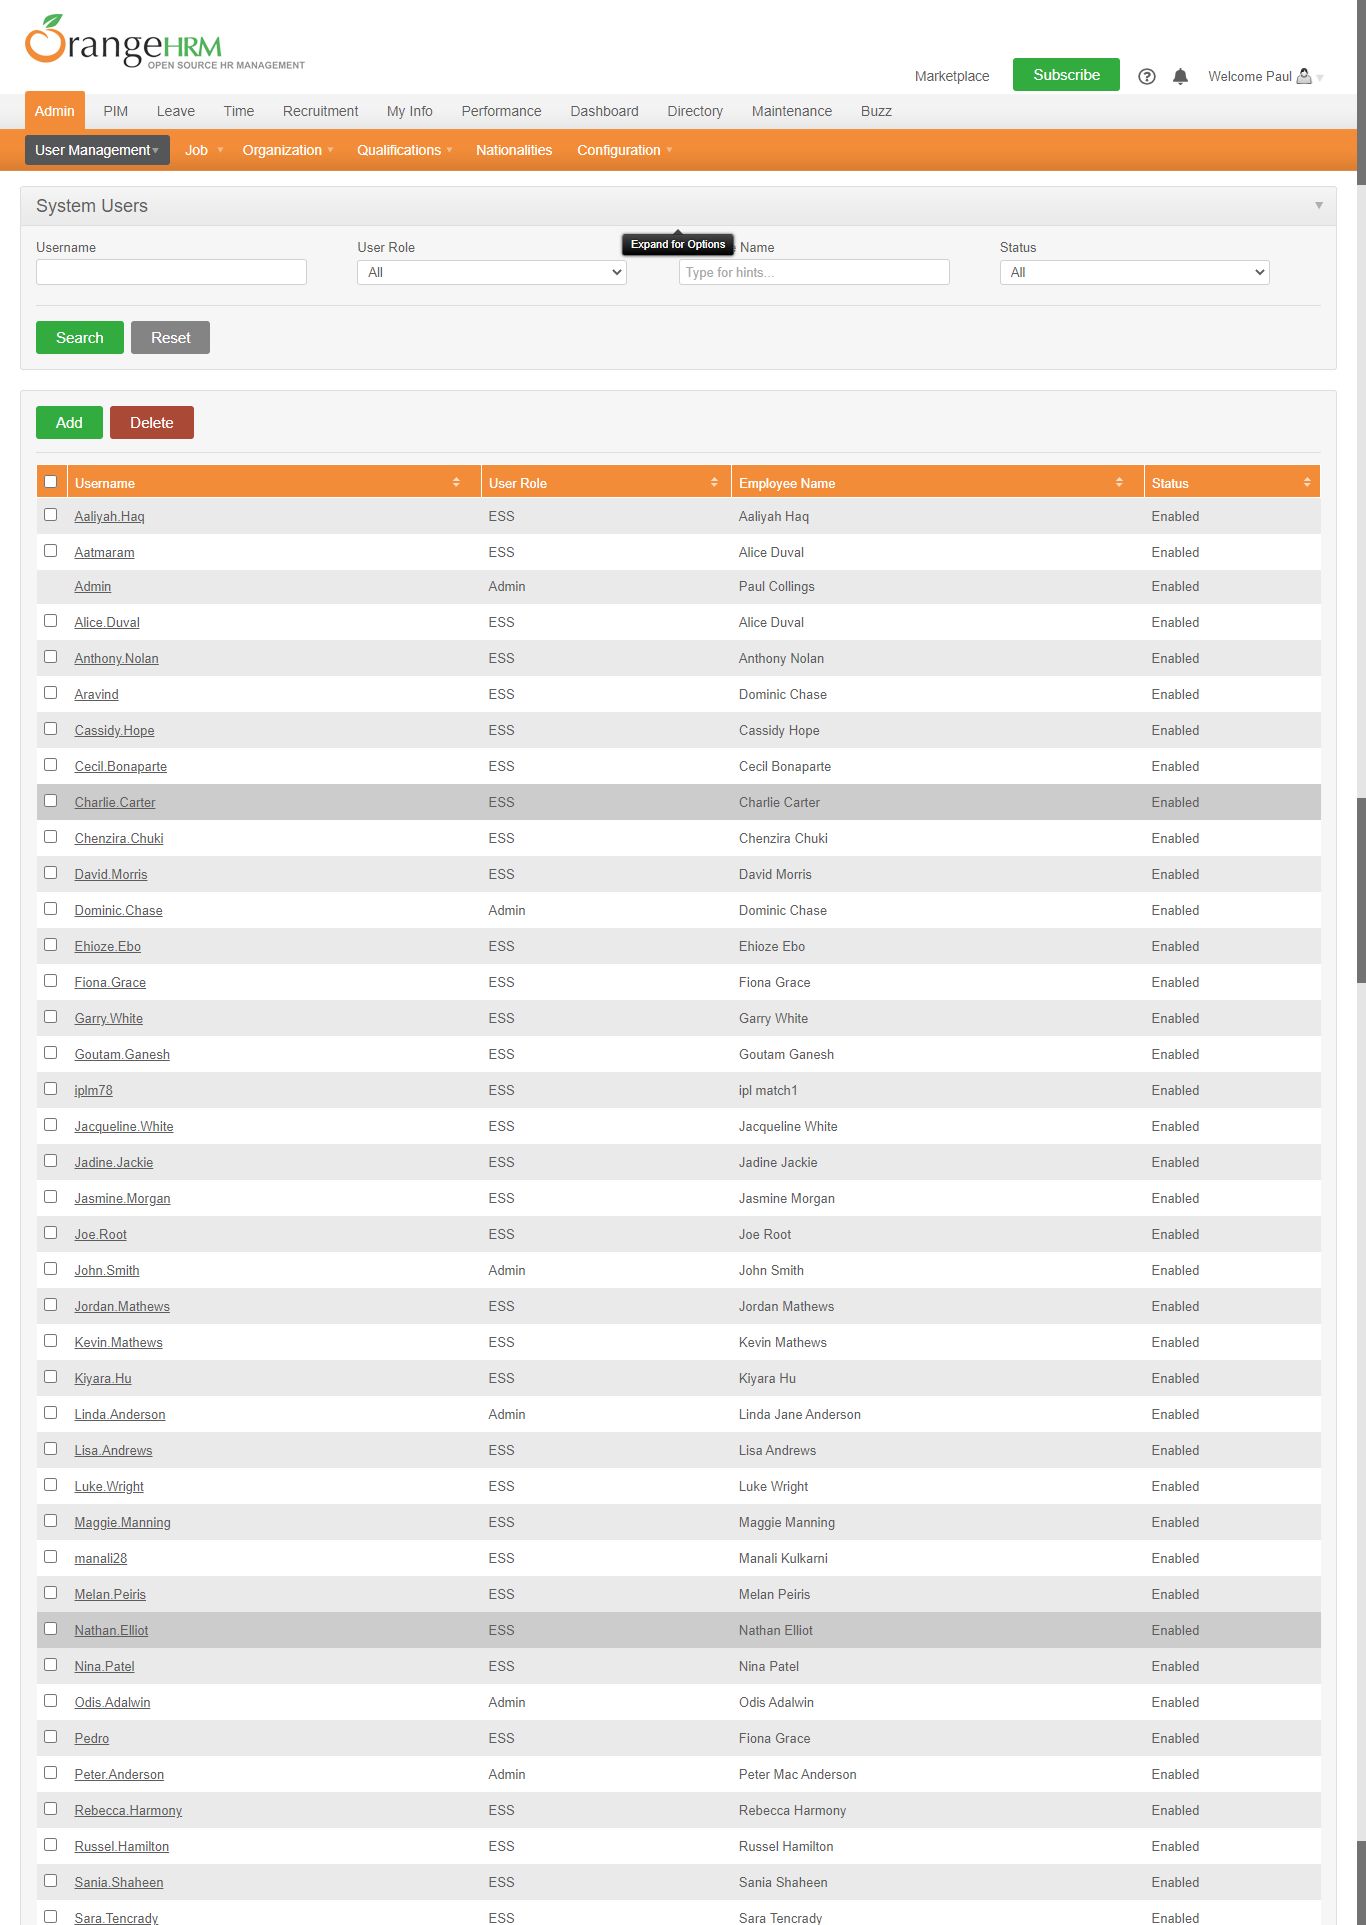 OrangeHRM
OPEN SOURCE HR MANAGEMENT
Marketplace Subscribe Welcome Paul
Admin PIM Leave Time Recruitment My Info Performance Dashboard Directory Maintenance Buzz
User Management Job Organization Qualifications Nationalities Configuration
System Users
Username User Role Expand for Options Name Status
All Type for hints... All
Search Reset
Add Delete
Username User Role Employee Name Status
Aaliyah.Haq ESS Aaliyah Haq Enabled
Aatmaram ESS Alice Duval Enabled
Admin Admin Paul Collings Enabled
Alice.Duval ESS Alice Duval Enabled
Anthony.Nolan ESS Anthony Nolan Enabled
Aravind ESS Dominic Chase Enabled
Cassidy.Hope ESS Cassidy Hope Enabled
Cecil.Bonaparte ESS Cecil Bonaparte Enabled
Charlie.Carter ESS Charlie Carter Enabled
Chenzira.Chuki ESS Chenzira Chuki Enabled
David.Morris ESS David Morris Enabled
Dominic.Chase Admin Dominic Chase Enabled
Ehioze.Ebo ESS Ehioze Ebo Enabled
Fiona.Grace ESS Fiona Grace Enabled
Garry.White ESS Garry White Enabled
Goutam.Ganesh ESS Goutam Ganesh Enabled
iplm78 ESS ipl match1 Enabled
Jacqueline.White ESS Jacqueline White Enabled
Jadine.Jackie ESS Jadine Jackie Enabled
Jasmine.Morgan ESS Jasmine Morgan Enabled
Joe.Root ESS Joe Root Enabled
John.Smith Admin John Smith Enabled
Jordan.Mathews ESS Jordan Mathews Enabled
Kevin.Mathews ESS Kevin Mathews Enabled
Kiyara.Hu ESS Kiyara Hu Enabled
Linda.Anderson Admin Linda Jane Anderson Enabled
Lisa.Andrews ESS Lisa Andrews Enabled
Luke.Wright ESS Luke Wright Enabled
Maggie.Manning ESS Maggie Manning Enabled
manali28 ESS Manali Kulkarni Enabled
Melan.Peiris ESS Melan Peiris Enabled
Nathan.Elliot ESS Nathan Elliot Enabled
Nina.Patel ESS Nina Patel Enabled
Odis.Adalwin Admin Odis Adalwin Enabled
Pedro ESS Fiona Grace Enabled
Peter.Anderson Admin Peter Mac Anderson Enabled
Rebecca.Harmony ESS Rebecca Harmony Enabled
Russel.Hamilton ESS Russel Hamilton Enabled
Sania.Shaheen ESS Sania Shaheen Enabled
Sara.Tencrady ESS Sara Tencrady Enabled